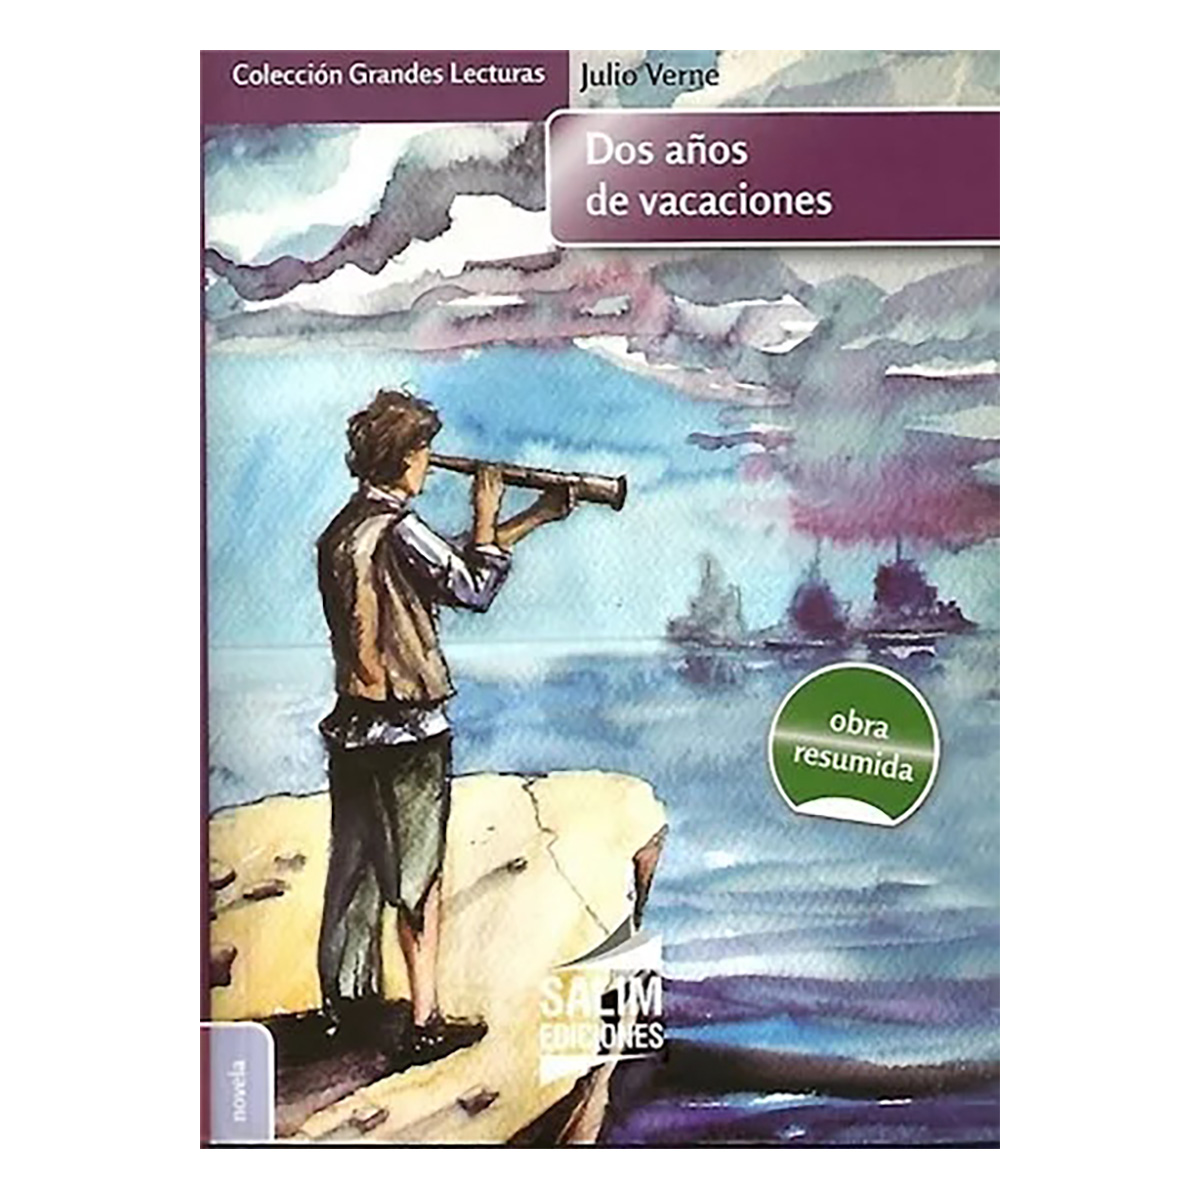 Colección Grandes Lecturas
Julio Verne
Dos años
de vacaciones
obra
resumida
SALIM
EDICIONES
novela